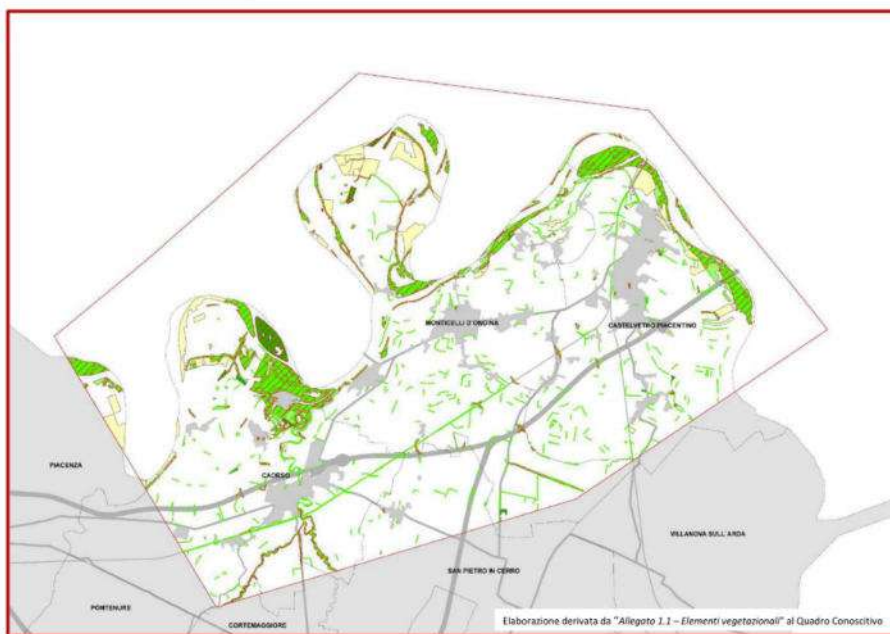 MONTICELLI D'ONGINA
CASTELVETRO PIACENTINO
PIACENZA
CAORSO
VILLANOVA SULL'ARDA
SAN PIETRO IN CERRO
PONTENURE
CORTEMAGGIORE
Elaborazione derivata da "Allegato 1.1 – Elementi vegetazionali" al Quadro Conoscitivo